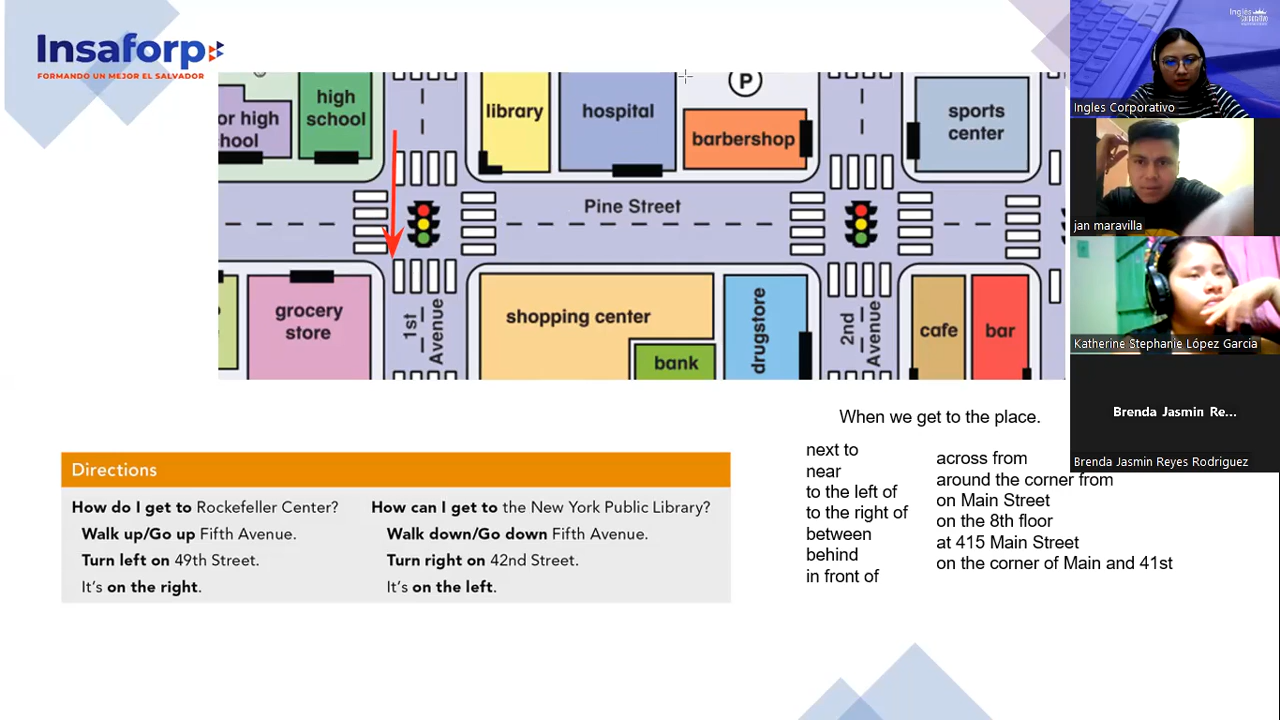 Insaforp
FORMANDO UN MEJOR EL SALVADOR
or high
hool
high
school
library
hospital
P
barbershop
sports
center
Pine Street
grocery
store
1st
Avenue
shopping center
bank
drugstore
2nd
Avenue
cafe
bar
When we get to the place.
next to
near
to the left of
to the right of
between
behind
in front of
across from
around the corner from
on Main Street
on the 8th floor
at 415 Main Street
on the corner of Main and 41st
Directions
How do I get to Rockefeller Center?
Walk up/Go up Fifth Avenue.
Turn left on 49th Street.
It's on the right.
How can I get to the New York Public Library?
Walk down/Go down Fifth Avenue.
Turn right on 42nd Street.
It's on the left.
Ingles Corporativo
jan maravilla
Katherine Stephanie López García
Brenda Jasmin Re...
Brenda Jasmin Reyes Rodriguez